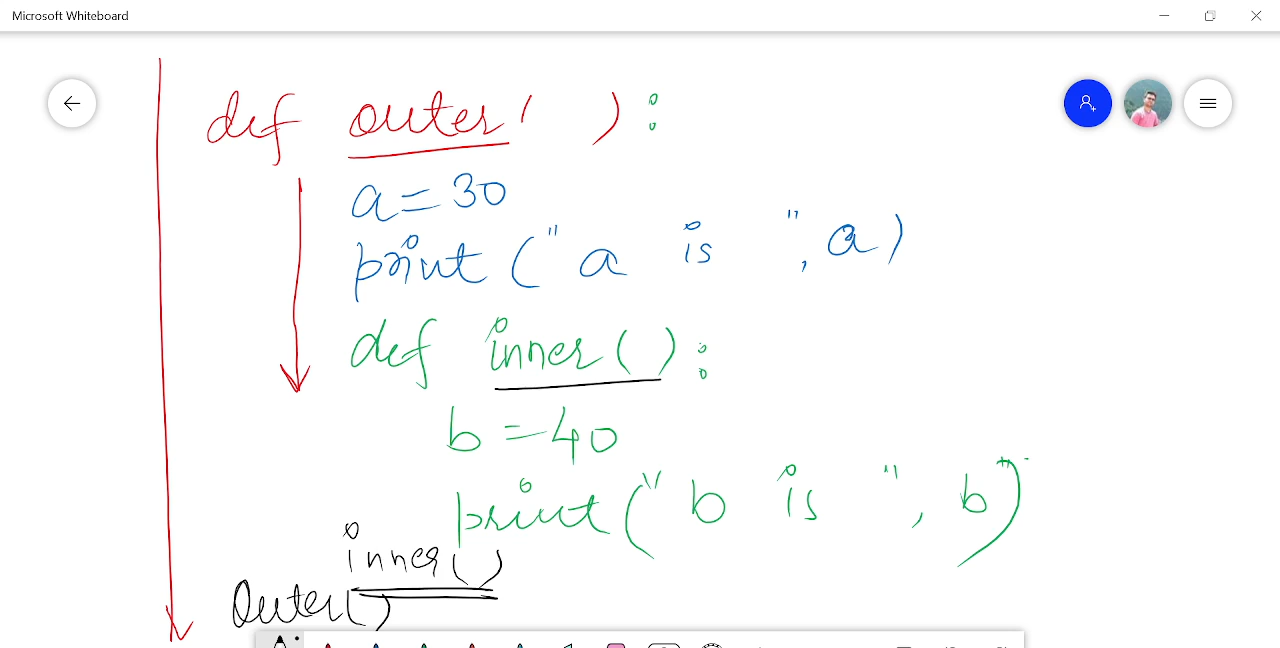 Microsoft Whiteboard
def outer( ):
a=30
print ("a is ", a)
def inner():
b=40
print("b is ", b)
inner()
Outer()